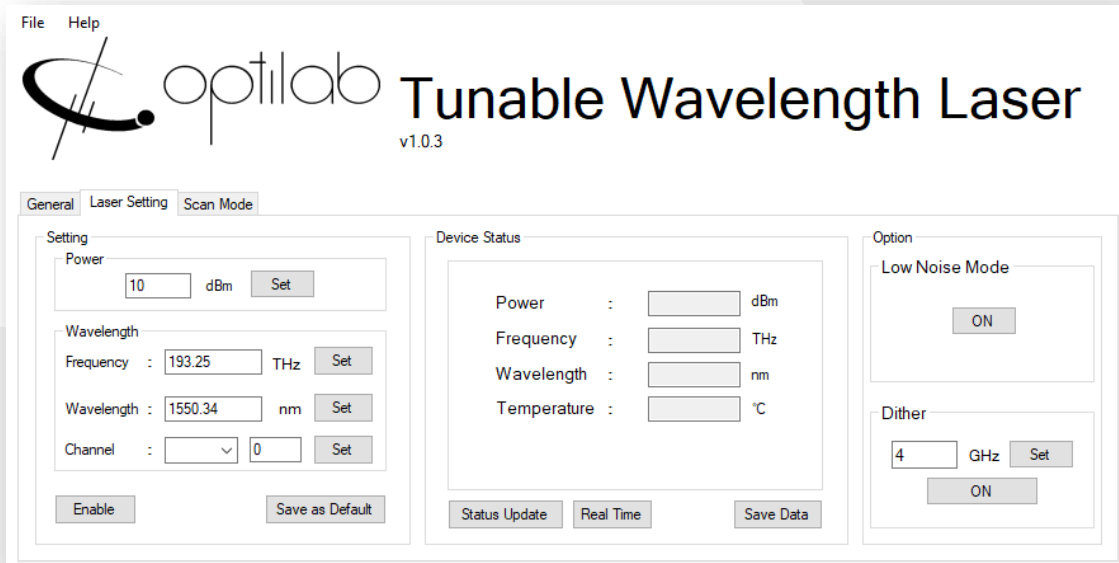 File Help
optilab
Tunable Wavelength Laser
v1.0.3
General Laser Setting Scan Mode
Setting
Power
10 dBm Set
Wavelength
Frequency : 193.25 THz Set
Wavelength : 1550.34 nm Set
Channel : 0 Set
Enable Save as Default
Device Status
Power : dBm
Frequency : THz
Wavelength : nm
Temperature : °C
Status Update Real Time Save Data
Option
Low Noise Mode
ON
Dither
4 GHz Set
ON